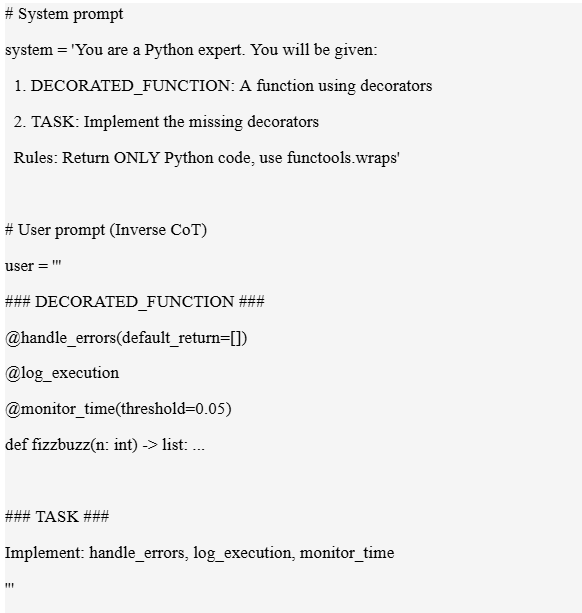 # System prompt
system = 'You are a Python expert. You will be given:
1. DECORATED_FUNCTION: A function using decorators
2. TASK: Implement the missing decorators
Rules: Return ONLY Python code, use functools.wraps'
# User prompt (Inverse CoT)
user = '''
### DECORATED_FUNCTION ###
@handle_errors(default_return=[])
@log_execution
@monitor_time(threshold=0.05)
def fizzbuzz(n: int) -> list: ...
### TASK ###
Implement: handle_errors, log_execution, monitor_time
'''